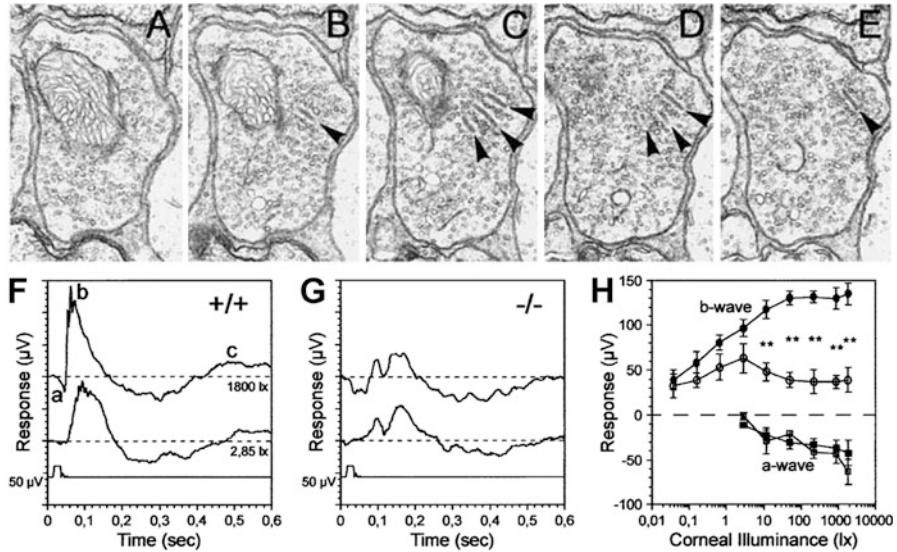 A
B
C
D
E
F
+/+
b
c
a
1800 lx
2,85 lx
50 µV
Response (µV)
0
0,1
0,2
0,3
0,4
0,5
0,6
Time (sec)
G
-/-
50 µV
Response (µV)
0
0,1
0,2
0,3
0,4
0,5
0,6
Time (sec)
H
150
100
50
0
-50
-100
Response (µV)
b-wave
**
**
**
**
**
a-wave
0,01
0,1
1
10
100
1000
10000
Corneal Illuminance (lx)